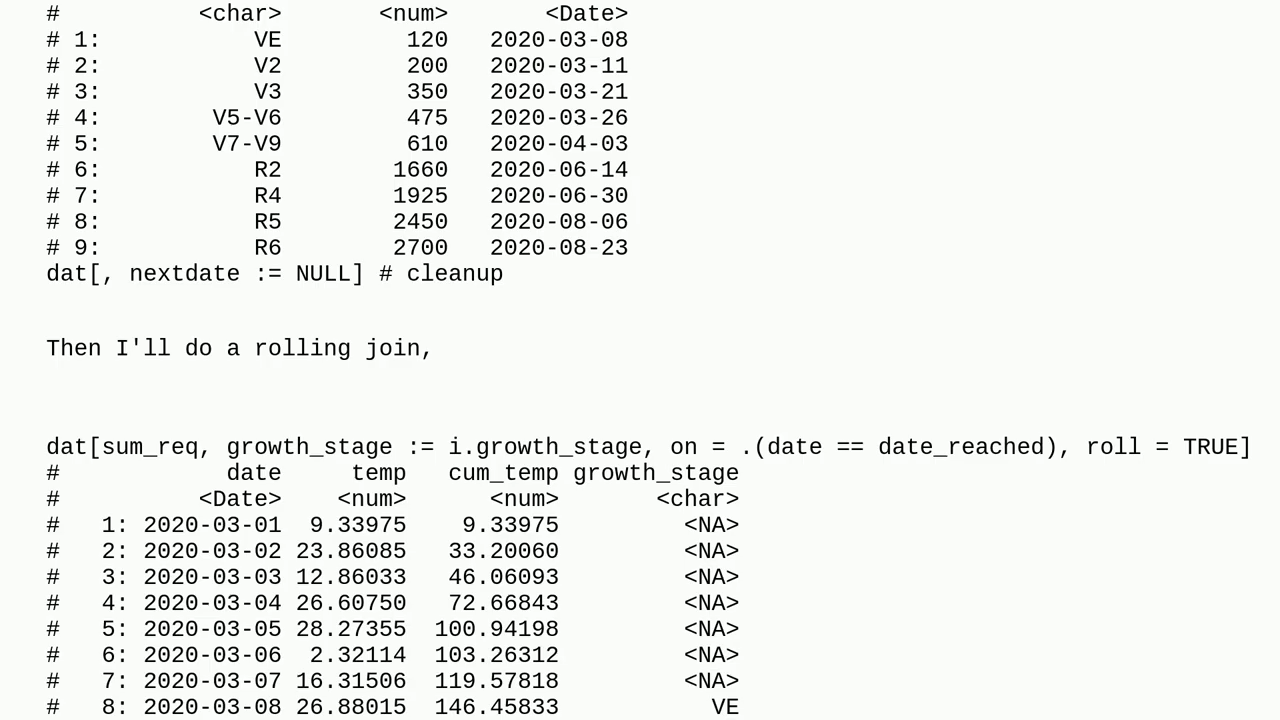 #          <char>       <num>       <Date>
# 1:           VE         120   2020-03-08
# 2:           V2         200   2020-03-11
# 3:           V3         350   2020-03-21
# 4:        V5-V6         475   2020-03-26
# 5:        V7-V9         610   2020-04-03
# 6:           R2        1660   2020-06-14
# 7:           R4        1925   2020-06-30
# 8:           R5        2450   2020-08-06
# 9:           R6        2700   2020-08-23
dat[, nextdate := NULL] # cleanup
Then I'll do a rolling join,
dat[sum_req, growth_stage := i.growth_stage, on = .(date == date_reached), roll = TRUE]
#            date     temp   cum_temp growth_stage
#          <Date>    <num>      <num>       <char>
#   1: 2020-03-01  9.33975    9.33975         <NA>
#   2: 2020-03-02 23.86085   33.20060         <NA>
#   3: 2020-03-03 12.86033   46.06093         <NA>
#   4: 2020-03-04 26.60750   72.66843         <NA>
#   5: 2020-03-05 28.27355  100.94198         <NA>
#   6: 2020-03-06  2.32114  103.26312         <NA>
#   7: 2020-03-07 16.31506  119.57818         <NA>
#   8: 2020-03-08 26.88015  146.45833           VE